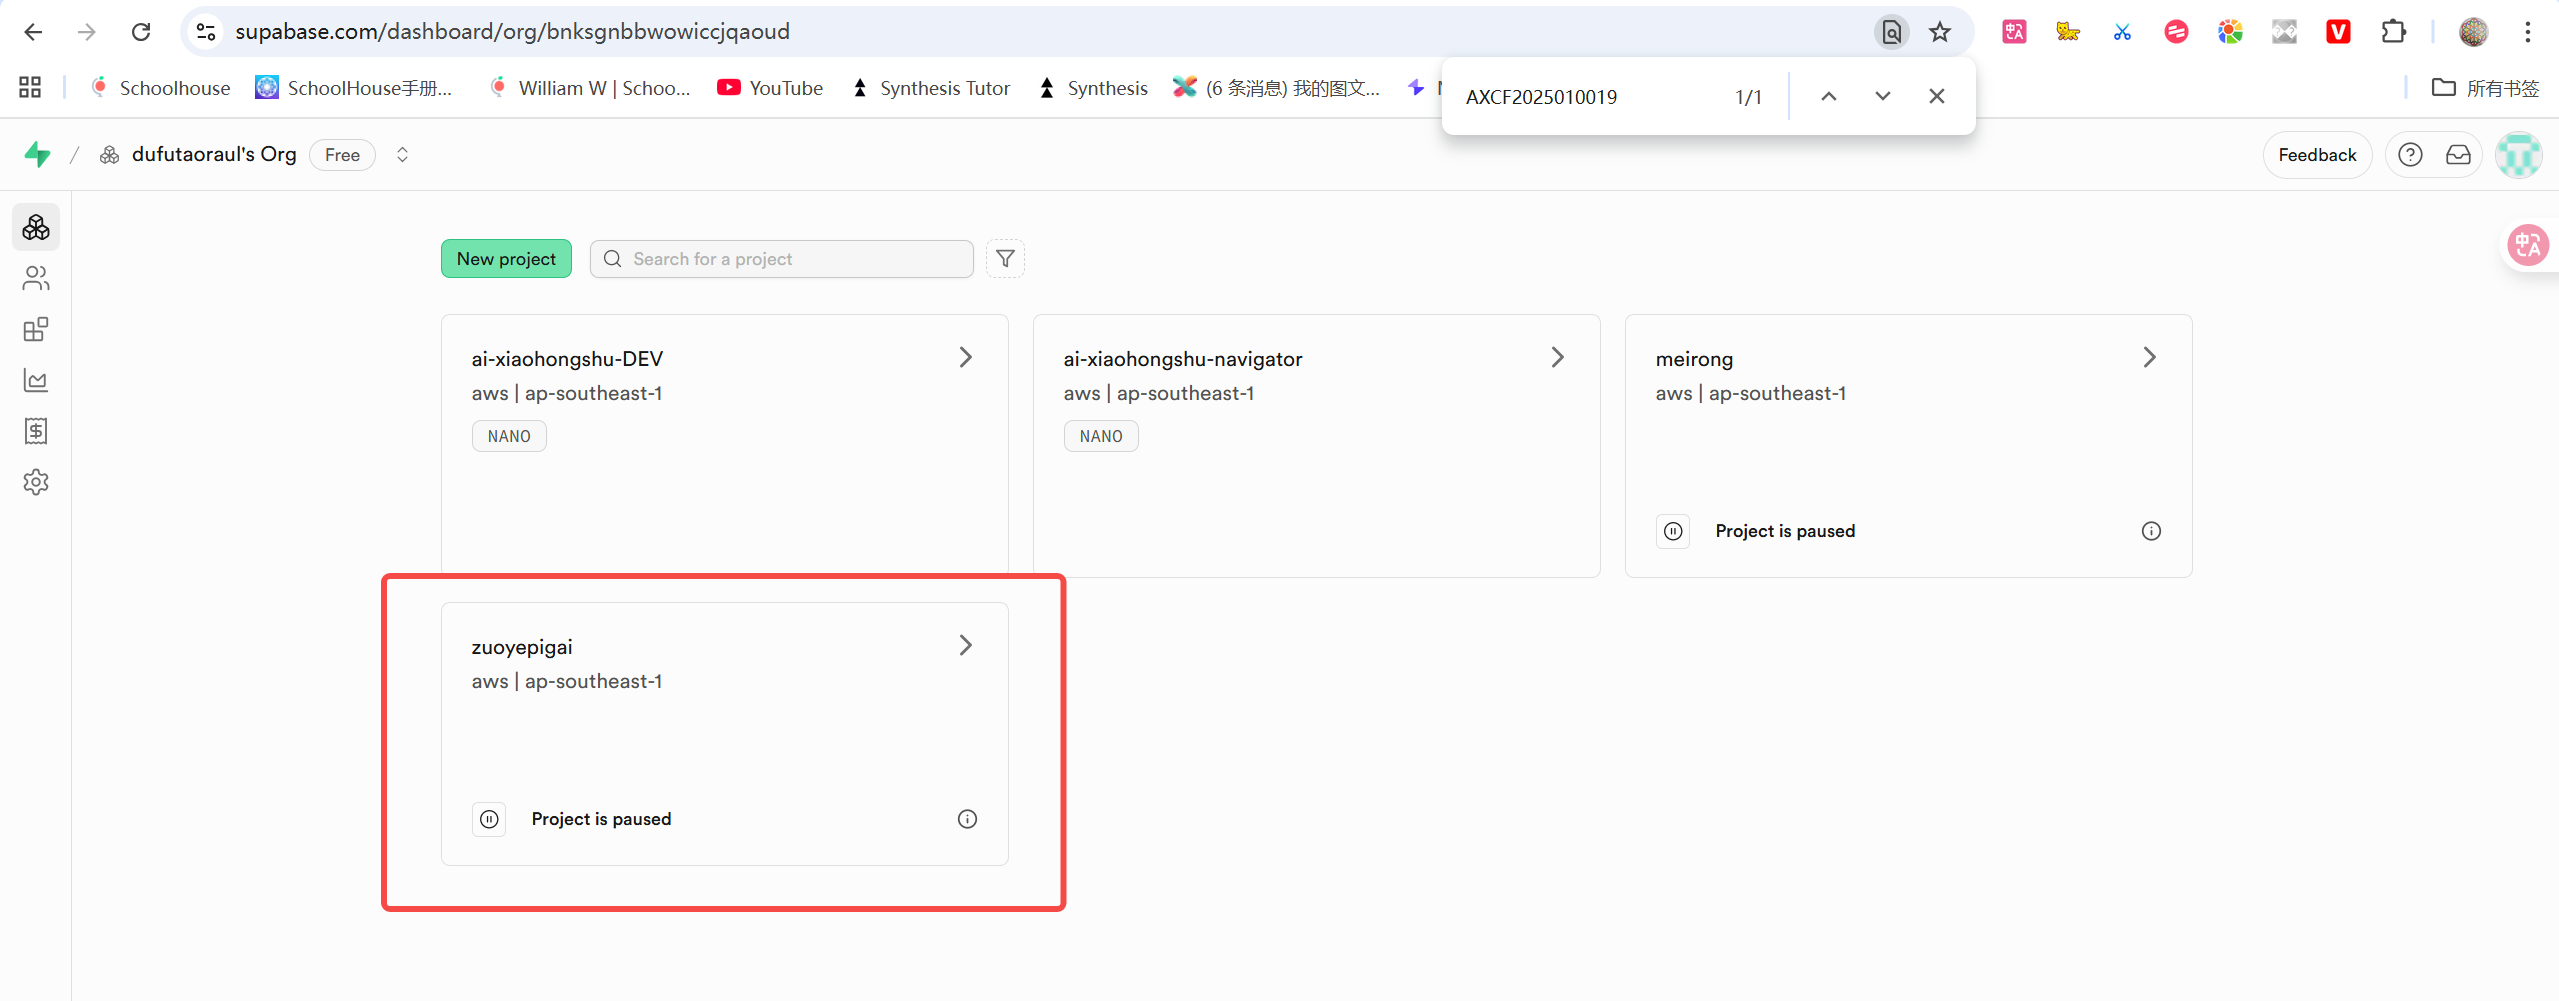 supabase.com/dashboard/org/bnksgnbbwowiccjqaoud
Schoolhouse
SchoolHouse手册...
William W | Schoo...
YouTube
Synthesis Tutor
Synthesis
(6 条消息) 我的图文...
AXCF2025010019
1/1
所有书签
/ dufutaoraul's Org Free
Feedback
New project
Search for a project
ai-xiaohongshu-DEV
aws | ap-southeast-1
NANO
ai-xiaohongshu-navigator
aws | ap-southeast-1
NANO
meirong
aws | ap-southeast-1
Project is paused
zuoyepigai
aws | ap-southeast-1
Project is paused